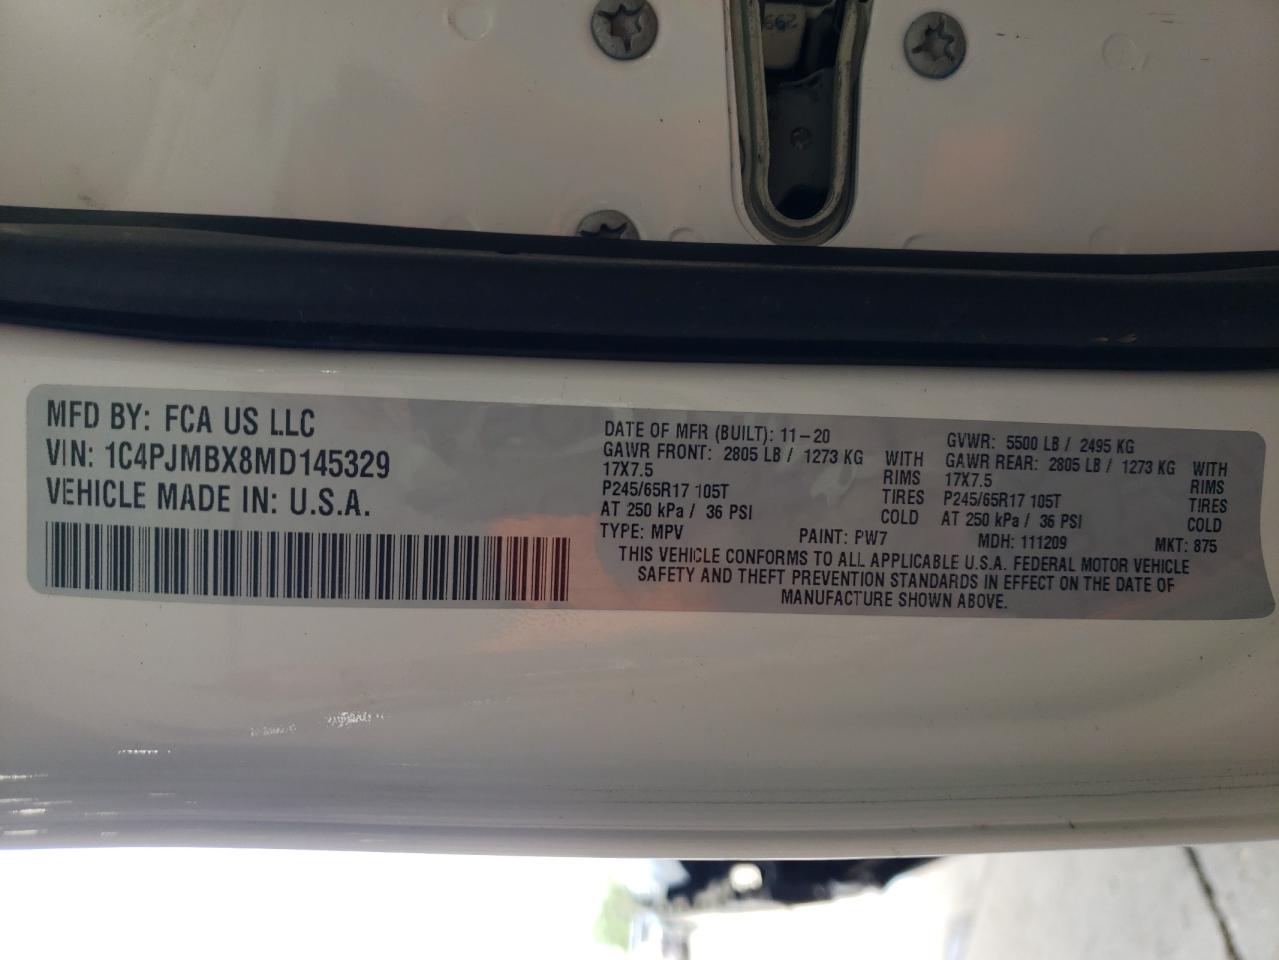 MFD BY: FCA US LLC
VIN: 1C4PJMBX8MD145329
VEHICLE MADE IN: U.S.A.
DATE OF MFR (BUILT): 11-20
GAWR FRONT: 2805 LB / 1273 KG WITH
17X7.5 RIMS
P245/65R17 105T TIRES
AT 250 kPa / 36 PSI COLD
GVWR: 5500 LB / 2495 KG
GAWR REAR: 2805 LB / 1273 KG WITH
17X7.5 RIMS
P245/65R17 105T TIRES
AT 250 kPa / 36 PSI COLD
TYPE: MPV PAINT: PW7 MDH: 111209 MKT: 875
THIS VEHICLE CONFORMS TO ALL APPLICABLE U.S.A. FEDERAL MOTOR VEHICLE
SAFETY AND THEFT PREVENTION STANDARDS IN EFFECT ON THE DATE OF
MANUFACTURE SHOWN ABOVE.